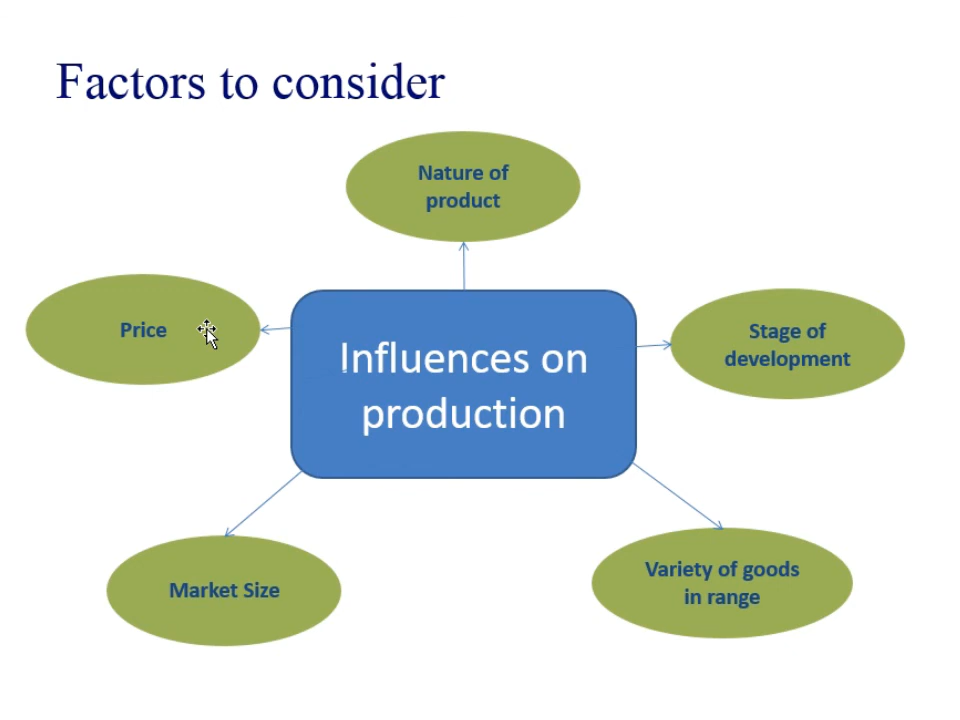 Factors to consider
Nature of
product
Price
Influences on
production
Stage of
development
Market Size
Variety of goods
in range